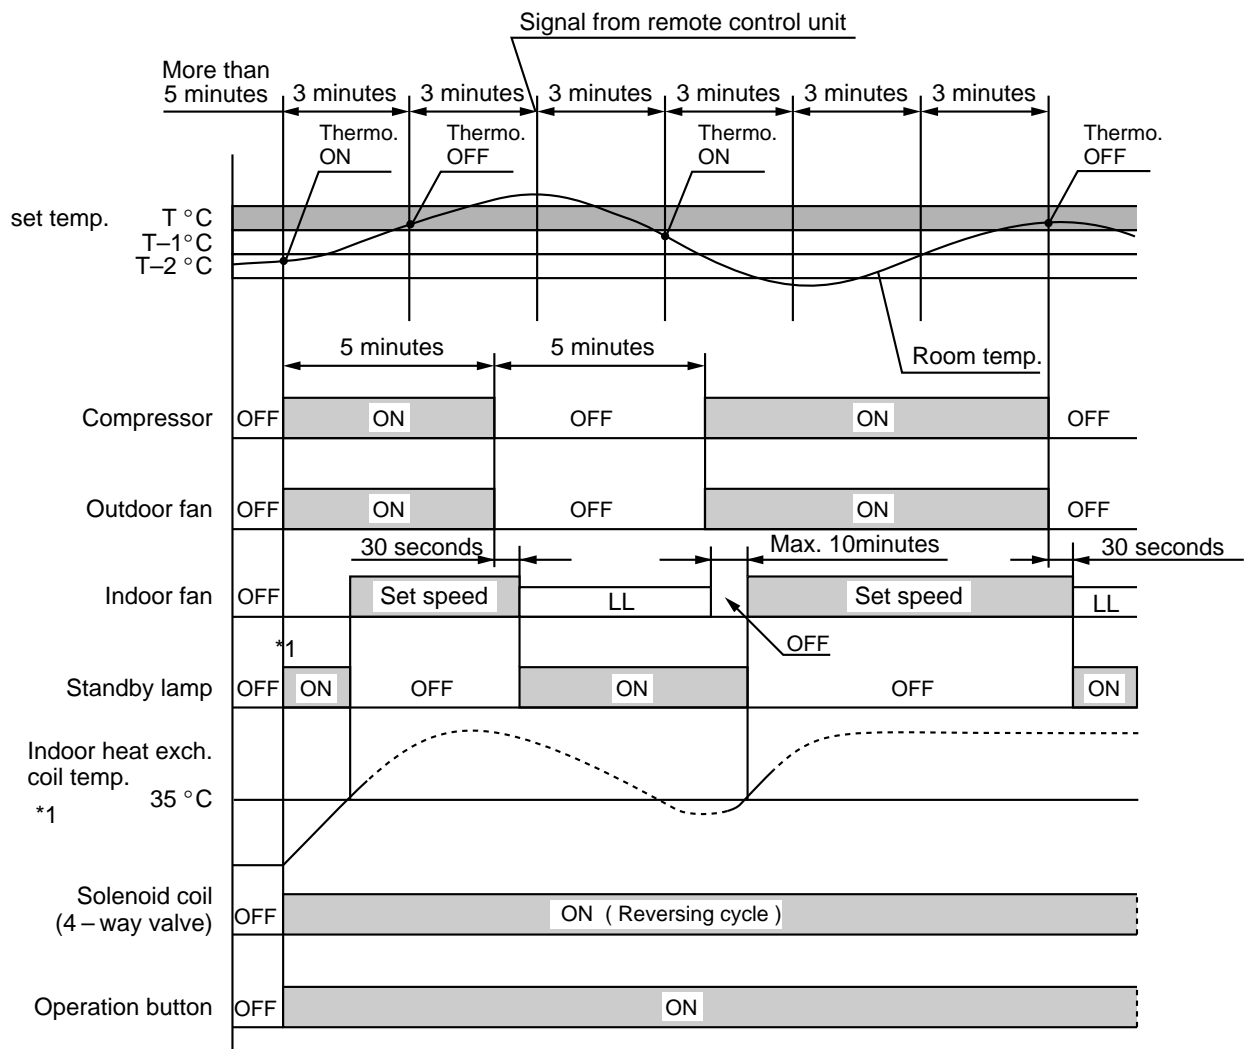 Signal from remote control unit
More than
5 minutes
3 minutes
3 minutes
3 minutes
3 minutes
3 minutes
3 minutes
Thermo.
ON
Thermo.
OFF
Thermo.
ON
Thermo.
OFF
set temp.
T °C
T–1°C
T–2 °C
5 minutes
5 minutes
Room temp.
Compressor
OFF
ON
OFF
ON
OFF
Outdoor fan
OFF
ON
OFF
ON
OFF
30 seconds
Max. 10minutes
30 seconds
Indoor fan
OFF
Set speed
LL
Set speed
LL
OFF
*1
Standby lamp
OFF
ON
OFF
ON
OFF
ON
Indoor heat exch.
coil temp.
35 °C
*1
Solenoid coil
(4 – way valve)
OFF
ON ( Reversing cycle )
Operation button
OFF
ON